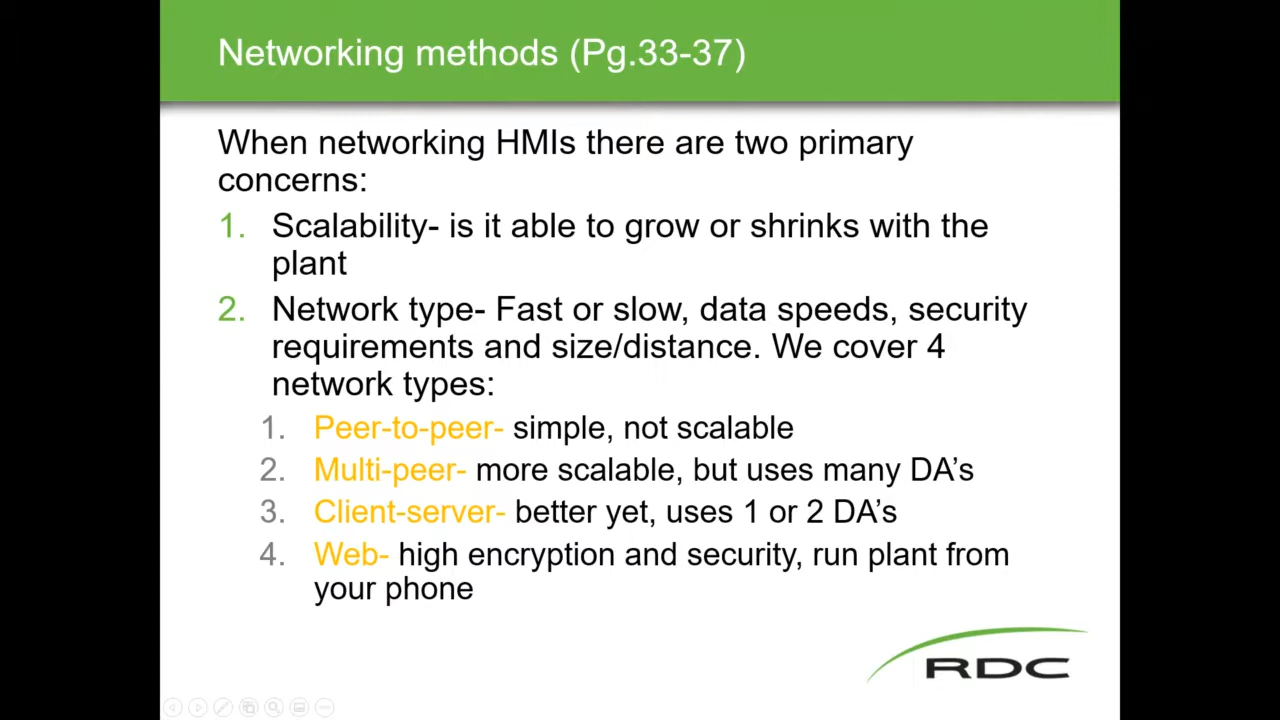 Networking methods (Pg.33-37)
When networking HMIs there are two primary
concerns:
1. Scalability- is it able to grow or shrinks with the
plant
2. Network type- Fast or slow, data speeds, security
requirements and size/distance. We cover 4
network types:
1. Peer-to-peer- simple, not scalable
2. Multi-peer- more scalable, but uses many DA's
3. Client-server- better yet, uses 1 or 2 DA's
4. Web- high encryption and security, run plant from
your phone
RDC